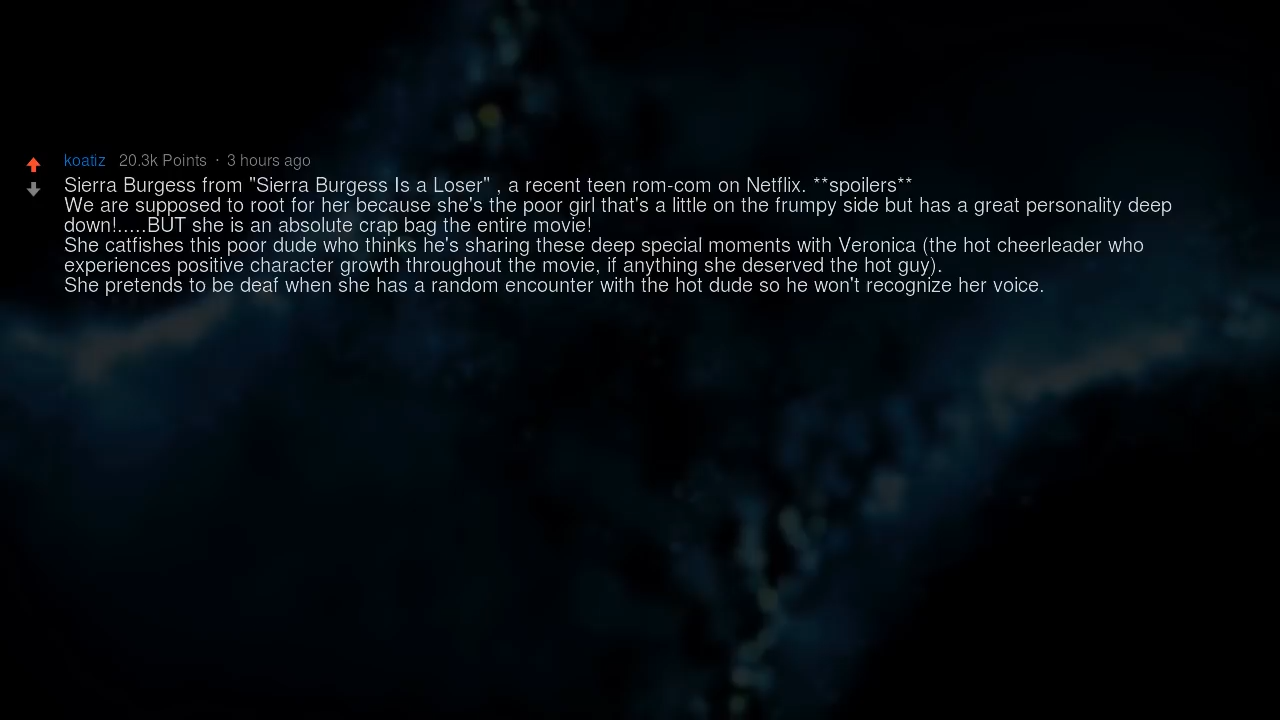 koatiz 20.3k Points · 3 hours ago
Sierra Burgess from "Sierra Burgess Is a Loser" , a recent teen rom-com on Netflix. **spoilers**
We are supposed to root for her because she's the poor girl that's a little on the frumpy side but has a great personality deep
down!.....BUT she is an absolute crap bag the entire movie!
She catfishes this poor dude who thinks he's sharing these deep special moments with Veronica (the hot cheerleader who
experiences positive character growth throughout the movie, if anything she deserved the hot guy).
She pretends to be deaf when she has a random encounter with the hot dude so he won't recognize her voice.